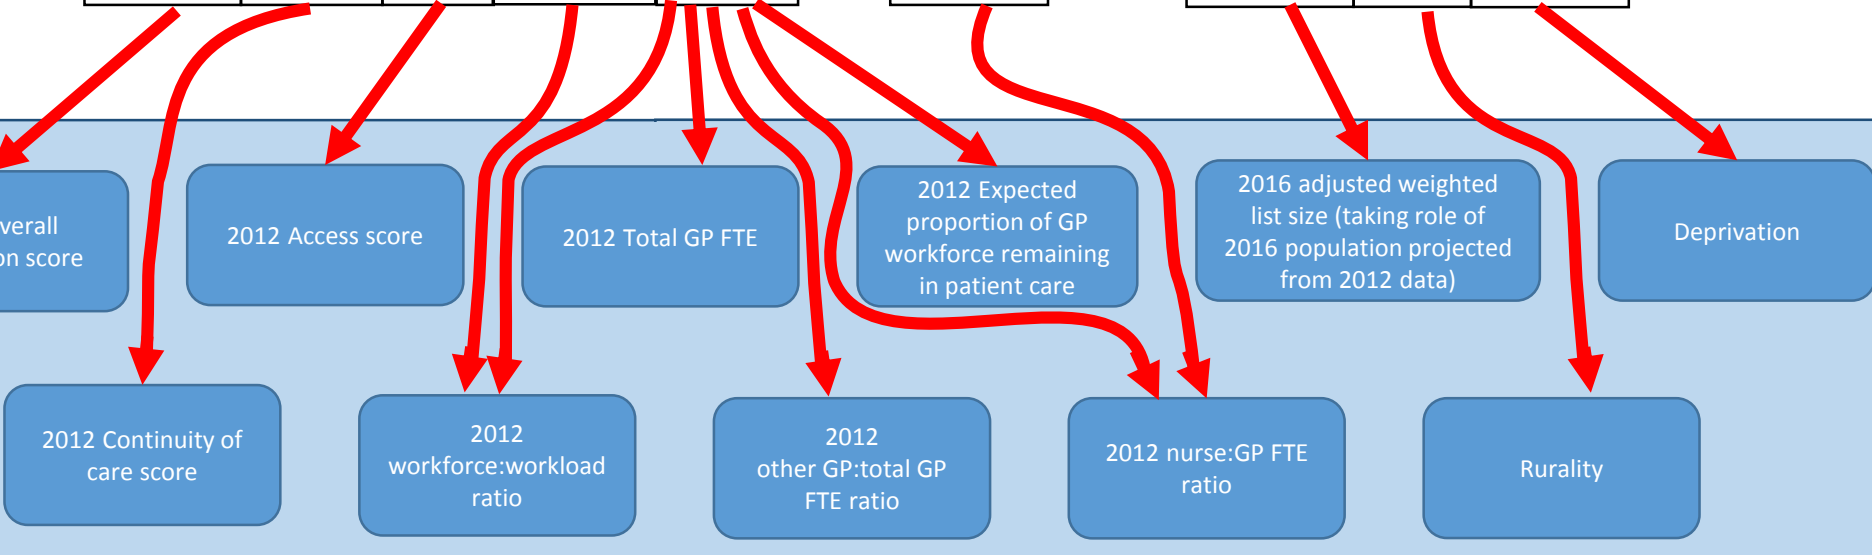 2012 Access score
2012 Total GP FTE
2012 Expected
proportion of GP
workforce remaining
in patient care
2016 adjusted weighted
list size (taking role of
2016 population projected
from 2012 data)
Deprivation
score
2012 Continuity of
care score
2012
workforce:workload
ratio
2012
other GP:total GP
FTE ratio
2012 nurse:GP FTE
ratio
Rurality